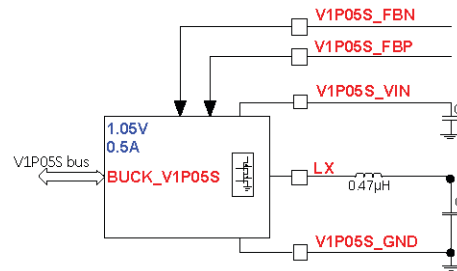 V1P05S_FBN
V1P05S_FBP
V1P05S_VIN
1.05V
0.5A
V1P05S bus
BUCK_V1P05S
LX
0.47µH
V1P05S_GND